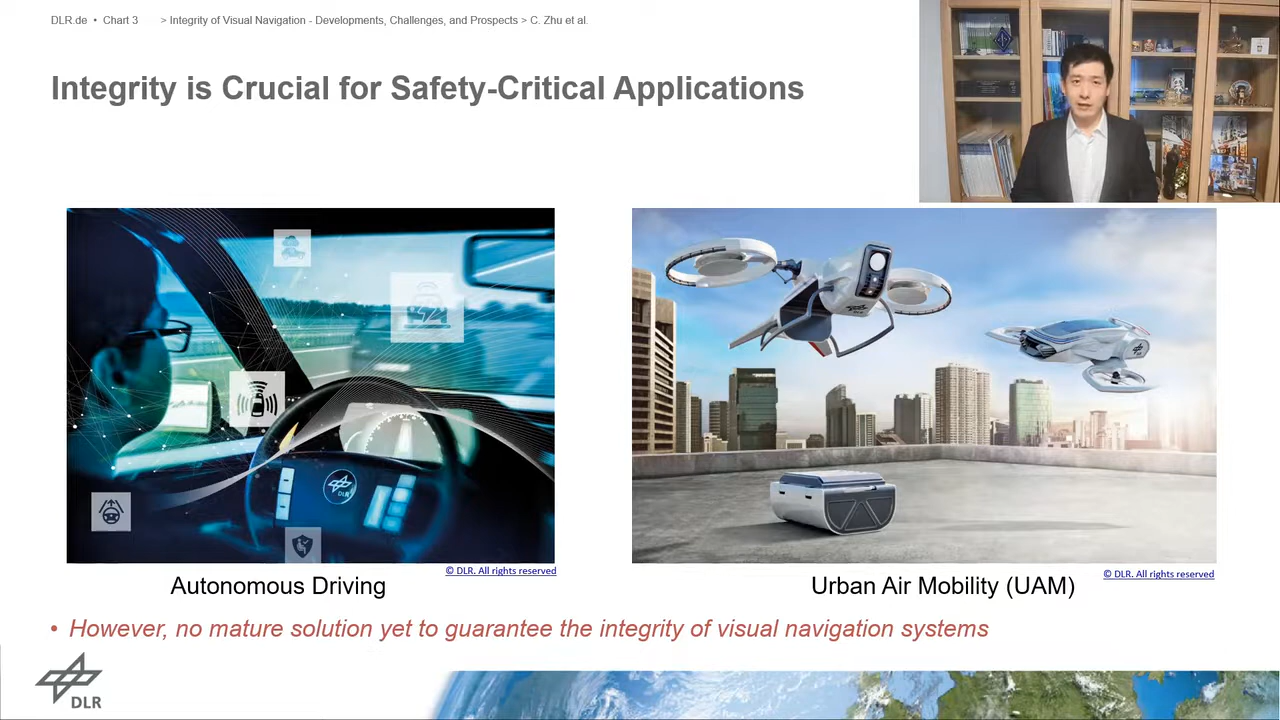 DLR.de • Chart 3 > Integrity of Visual Navigation - Developments, Challenges, and Prospects > C. Zhu et al.
Integrity is Crucial for Safety-Critical Applications
DLR
© DLR. All rights reserved
© DLR. All rights reserved
Autonomous Driving
Urban Air Mobility (UAM)
• However, no mature solution yet to guarantee the integrity of visual navigation systems
DLR